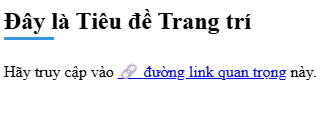 Đây là Tiêu đề Trang trí
Hãy truy cập vào 🔗 đường link quan trọng này.